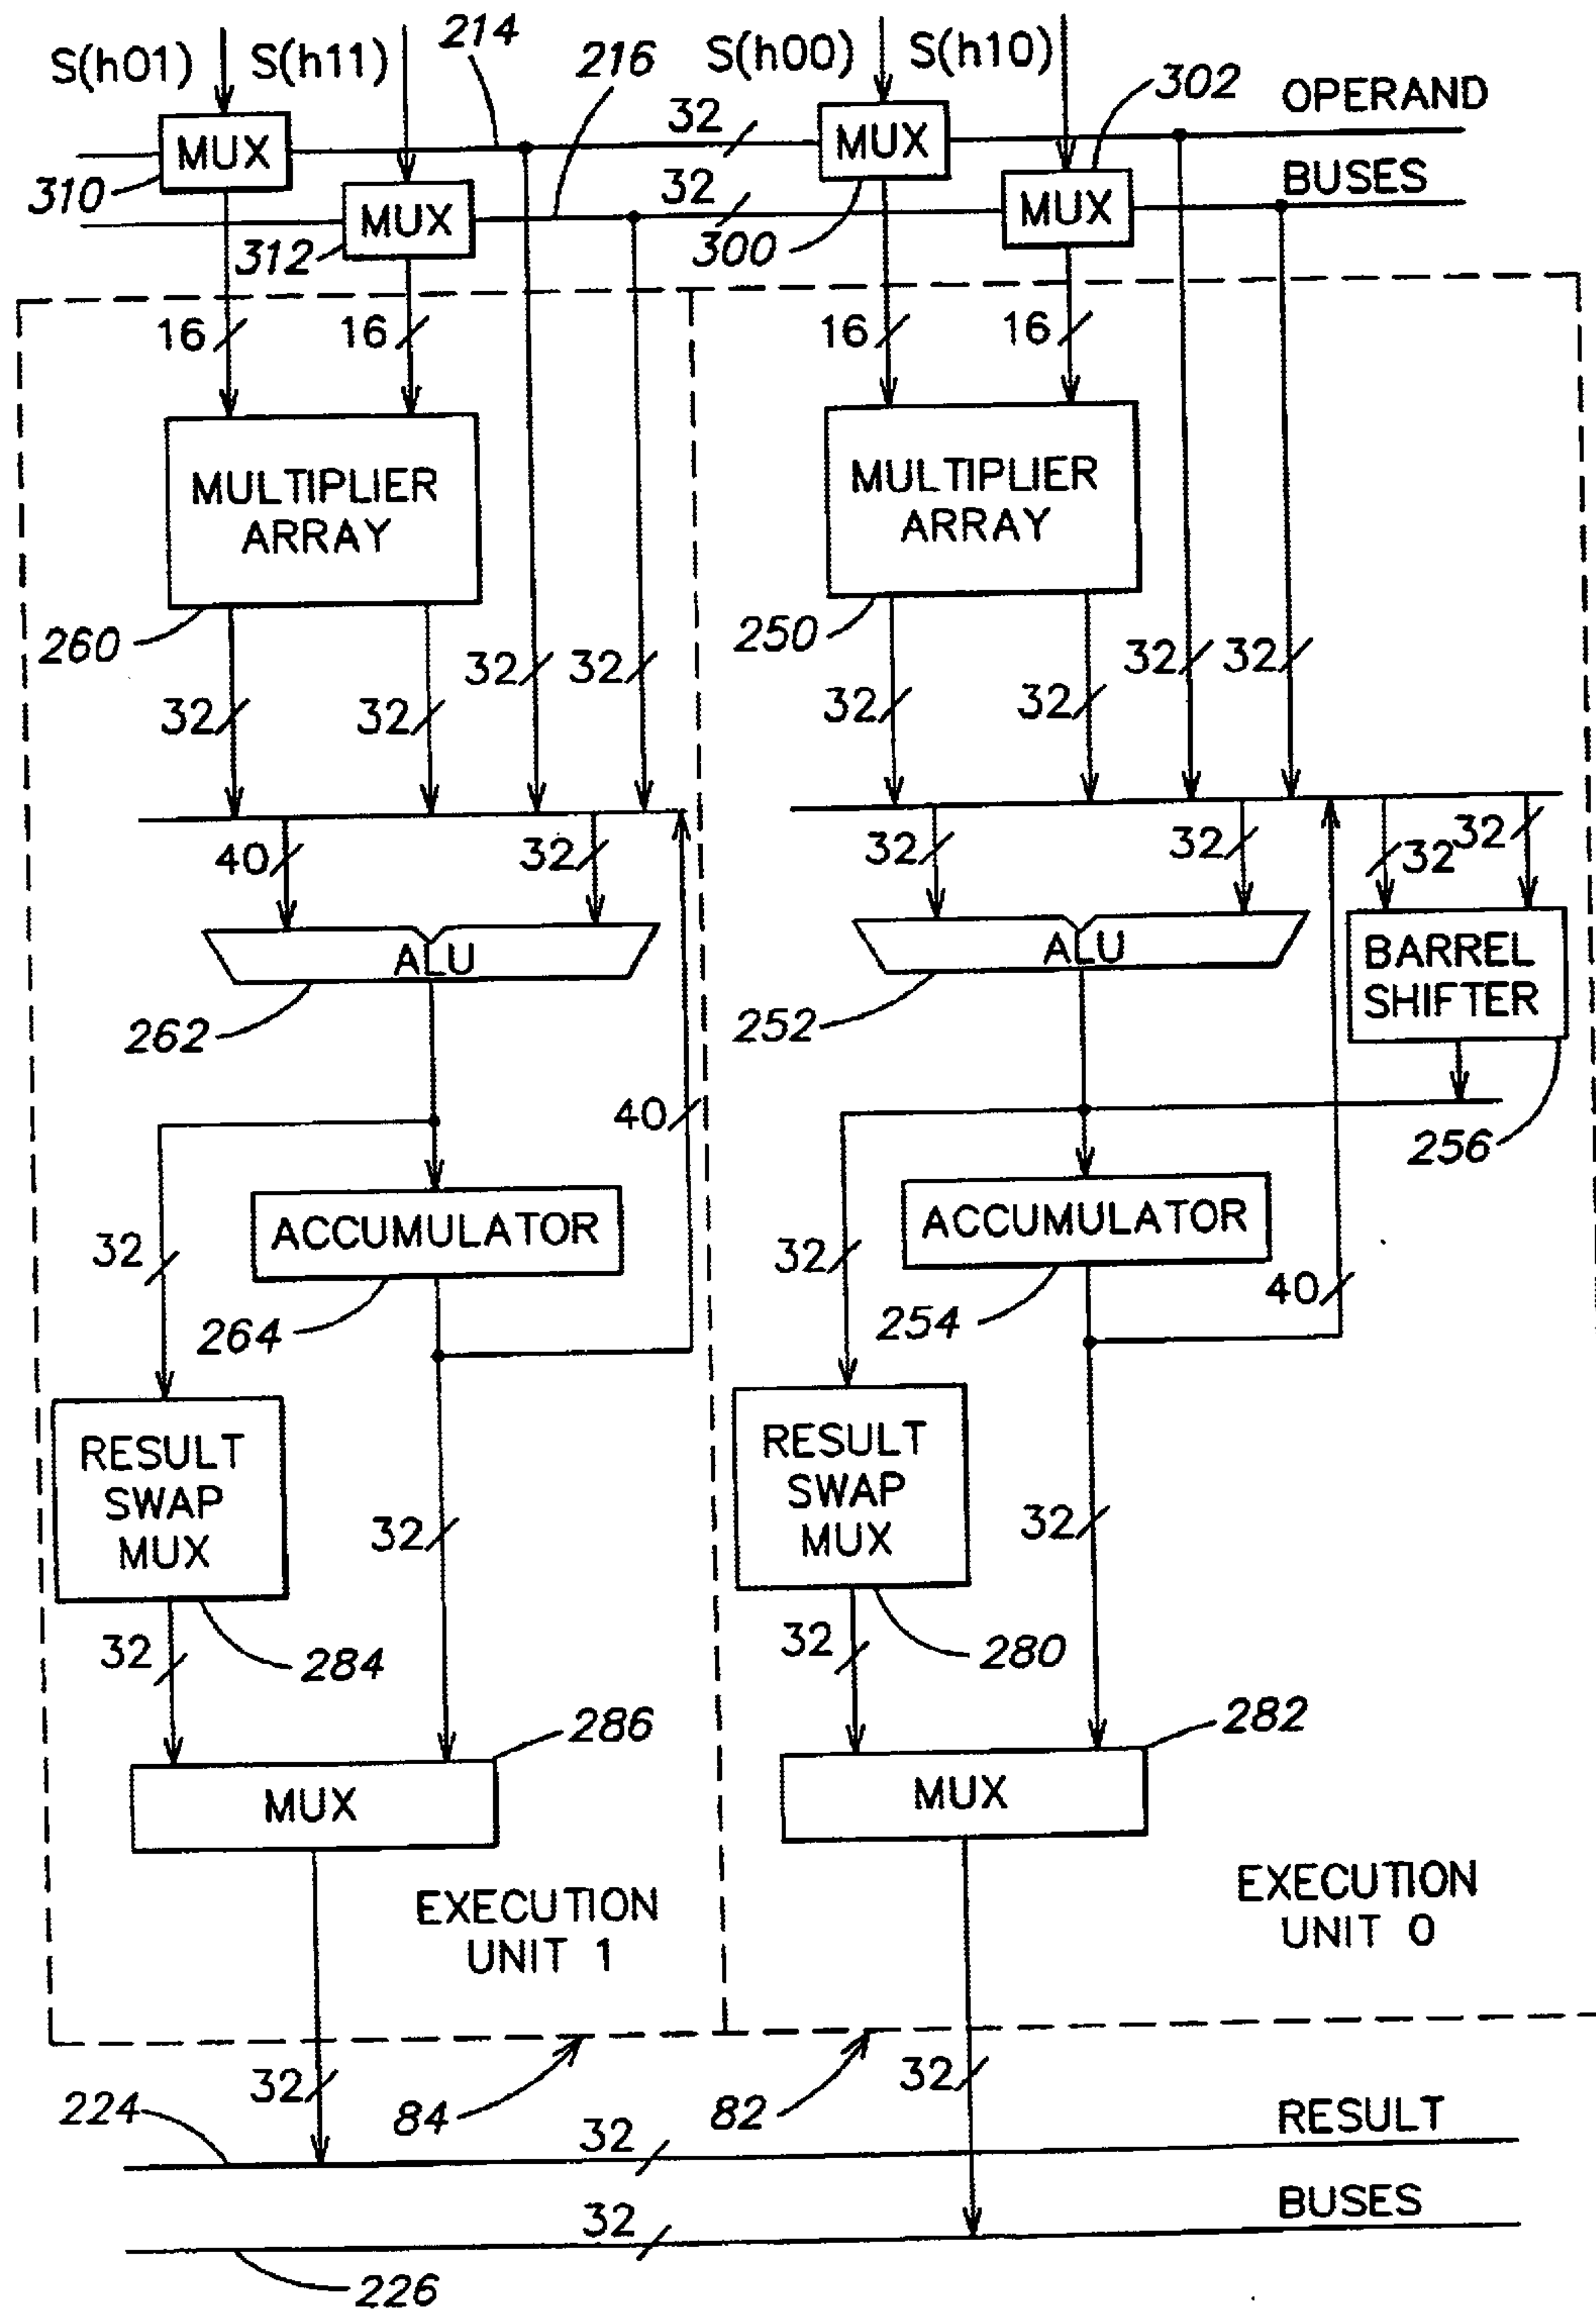 S(h01)
S(h11)
214
216
S(h00)
S(h10)
302
OPERAND
BUSES
MUX
32
MUX
310
MUX
32
MUX
312
300
16
16
16
16
MULTIPLIER
ARRAY
MULTIPLIER
ARRAY
260
250
32
32
32
32
32
32
32
32
40
32
32
32
32
32
ALU
ALU
BARREL
SHIFTER
262
252
40
256
ACCUMULATOR
ACCUMULATOR
32
32
40
264
254
RESULT
SWAP
MUX
RESULT
SWAP
MUX
32
32
32
284
32
280
286
282
MUX
MUX
EXECUTION
UNIT 1
EXECUTION
UNIT 0
32
84
82
32
224
32
RESULT
BUSES
32
226